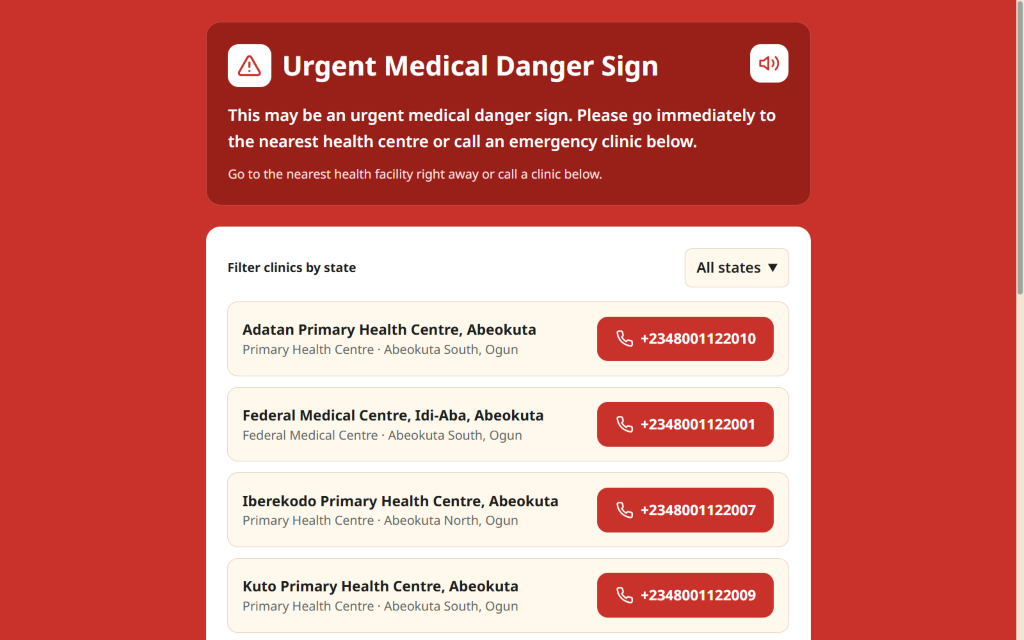 Urgent Medical Danger Sign
This may be an urgent medical danger sign. Please go immediately to
the nearest health centre or call an emergency clinic below.
Go to the nearest health facility right away or call a clinic below.
Filter clinics by state
All states ▼
Adatan Primary Health Centre, Abeokuta
Primary Health Centre · Abeokuta South, Ogun
+2348001122010
Federal Medical Centre, Idi-Aba, Abeokuta
Federal Medical Centre · Abeokuta South, Ogun
+2348001122001
Iberekodo Primary Health Centre, Abeokuta
Primary Health Centre · Abeokuta North, Ogun
+2348001122007
Kuto Primary Health Centre, Abeokuta
Primary Health Centre · Abeokuta South, Ogun
+2348001122009